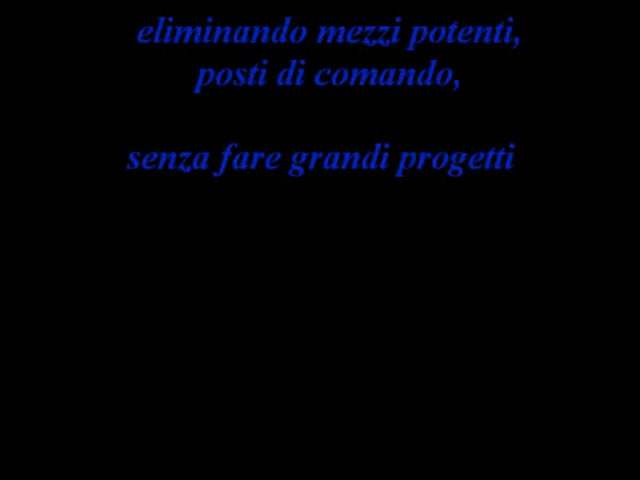 eliminando mezzi potenti,
posti di comando,
senza fare grandi progetti